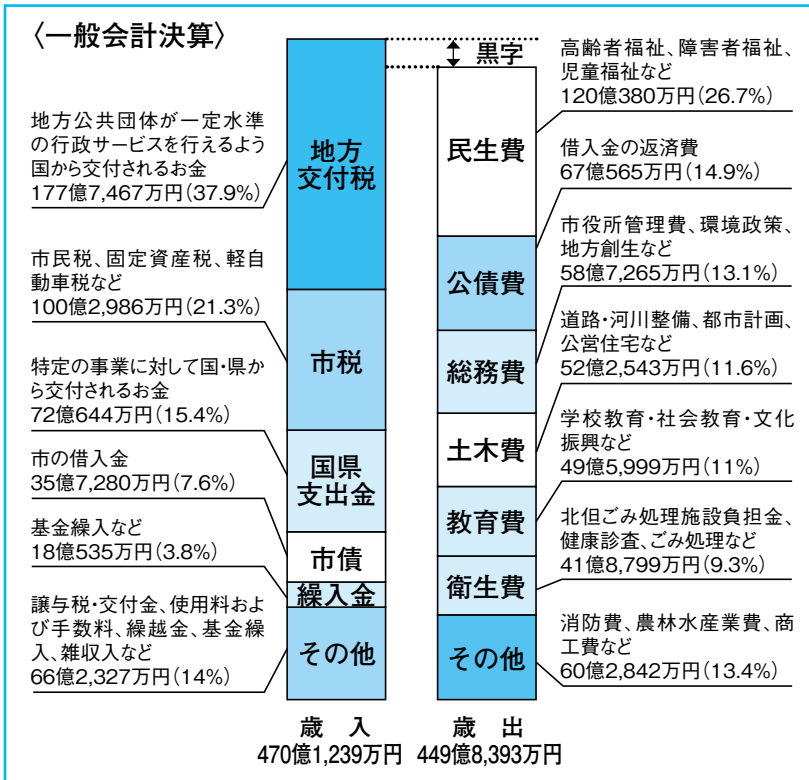 〈一般会計決算〉
地方公共団体が一定水準
の行政サービスを行えるよう
国から交付されるお金
177億7,467万円(37.9%)
市民税、固定資産税、軽自
動車税など
100億2,986万円(21.3%)
特定の事業に対して国・県か
ら交付されるお金
72億644万円(15.4%)
市の借入金
35億7,280万円(7.6%)
基金繰入など
18億535万円(3.8%)
譲与税・交付金、使用料およ
び手数料、繰越金、基金繰
入、雑収入など
66億2,327万円(14%)
地方
交付税
市税
国県
支出金
市債
繰入金
その他
歳 入
470億1,239万円
黒字
民生費
公債費
総務費
土木費
教育費
衛生費
その他
歳 出
449億8,393万円
高齢者福祉、障害者福祉、
児童福祉など
120億380万円(26.7%)
借入金の返済費
67億565万円(14.9%)
市役所管理費、環境政策、
地方創生など
58億7,265万円(13.1%)
道路・河川整備、都市計画、
公営住宅など
52億2,543万円(11.6%)
学校教育・社会教育・文化
振興など
49億5,999万円(11%)
北但ごみ処理施設負担金、
健康診査、ごみ処理など
41億8,799万円(9.3%)
消防費、農林水産業費、商
工費など
60億2,842万円(13.4%)